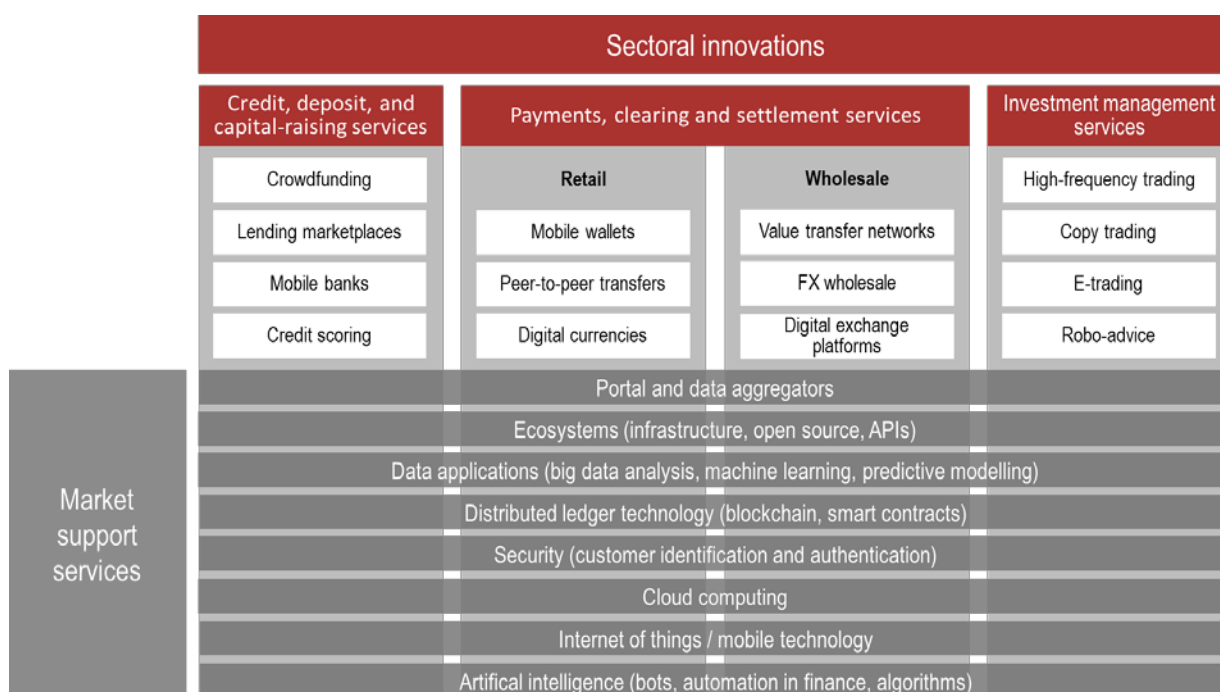 Sectoral innovations
Credit, deposit, and
capital-raising services
Payments, clearing and settlement services
Investment management
services
Crowdfunding
Lending marketplaces
Mobile banks
Credit scoring
Retail
Mobile wallets
Peer-to-peer transfers
Digital currencies
Wholesale
Value transfer networks
FX wholesale
Digital exchange
platforms
High-frequency trading
Copy trading
E-trading
Robo-advice
Market
support
services
Portal and data aggregators
Ecosystems (infrastructure, open source, APIs)
Data applications (big data analysis, machine learning, predictive modelling)
Distributed ledger technology (blockchain, smart contracts)
Security (customer identification and authentication)
Cloud computing
Internet of things / mobile technology
Artifical intelligence (bots, automation in finance, algorithms)